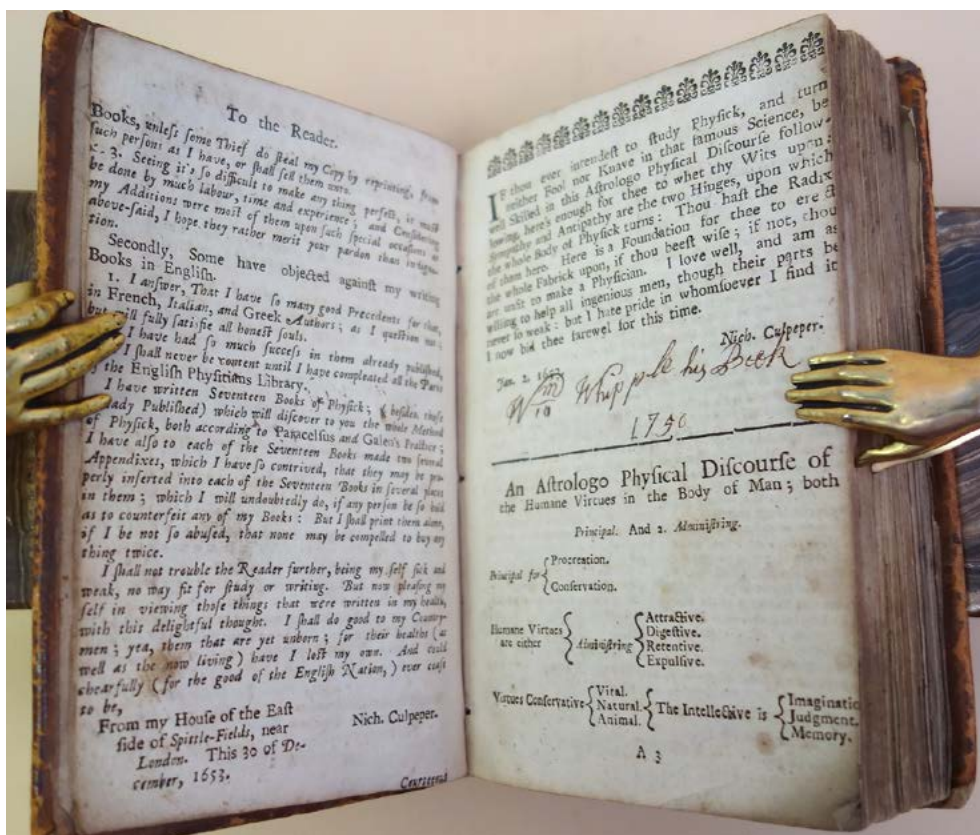 To the Reader.
Books, unleſs ſome Thief do ſteal my Copy by reprinting, from
ſuch perſons as I have, or ſhall ſell them unto.
3. Seeing it's ſo difficult to make any thing perfect, it muſt
be done by much labour, time and experience; and Conſidering
my Additions were moſt of them upon ſuch ſpecial occaſions as
above-ſaid, I hope they rather merit your pardon than indigna-
tion.
Secondly, Some have objected againſt my writing
Books in Engliſh.
1. I anſwer, That I have ſo many good Precedents for that,
in French, Italian, and Greek Authors; as I queſtion not,
but will fully ſatisfie all honeſt ſouls.
I have had ſo much ſucceſs in them already publiſhed,
I ſhall never be content until I have compleated all the Parts
of the Engliſh Phyſitians Library.
I have written Seventeen Books of Phyſick; (beſides thoſe
already Publiſhed) which will diſcover to you the whole Method
of Phyſick, both according to Paracelſus and Galen's Practice;
I have alſo to each of the Seventeen Books made two ſeveral
Appendixes, which I have ſo contrived, that they may be pro-
perly inſerted into each of the Seventeen Books in ſeveral places
in them; which I will undoubtedly do, if any perſon be ſo bold
as to counterfeit any of my Books: But I ſhall print them alone,
if I be not ſo abuſed, that none may be compelled to buy any
thing twice.
I ſhall not trouble the Reader further, being my ſelf ſick and
weak, no way fit for ſtudy or writing. But now pleaſing my
ſelf in viewing thoſe things that were written in my health,
with this delightful thought. I ſhall do good to my Country-
men; yea, them that are yet unborn; for their healths (as
well as the now living) have I loſt my own. And could
chearfully (for the good of the Engliſh Nation,) ever ceaſe
to be,
Nich. Culpeper.
From my Houſe of the Eaſt
ſide of Spittle-Fields, near
London. This 30 of De-
cember, 1653.
IF thou ever intendeſt to ſtudy Phyſick, and turn
neither Fool nor Knave in that famous Science, be
well Skilled in this Aſtrologo Phyſical Diſcourſe follow-
lowing, here's enough for thee to whet thy Wits upon:
Sympathy and Antipathy are the two Hinges, upon which
the whole Body of Phyſick turns: Thou haſt the Radix
of them here. Here is a Foundation for thee to erect
the whole Fabrick upon, if thou beeſt wiſe; if not, thou
art unfit to make a Phyſician. I love well, and am as
willing to help all ingenious men, though their parts be
never ſo weak: but I hate pride in whomſoever I find it
I now bid thee farewel for this time.
Nich. Culpeper.
Jan. 2.
Wm Whipple his Book
10
1750
An Aſtrologo Phyſical Diſcourſe of
the Humane Virtues in the Body of Man; both
Principal. And 2. Adminiſtring.
Principal for { Procreation.
Conſervation.
Humane Virtues are either { Adminiſtring { Attractive.
Digeſtive.
Retentive.
Expulſive.
Virtues Conſervative { Vital.
Natural.
Animal. { The Intellective is { Imaginatio
Judgment.
Memory.
A 3